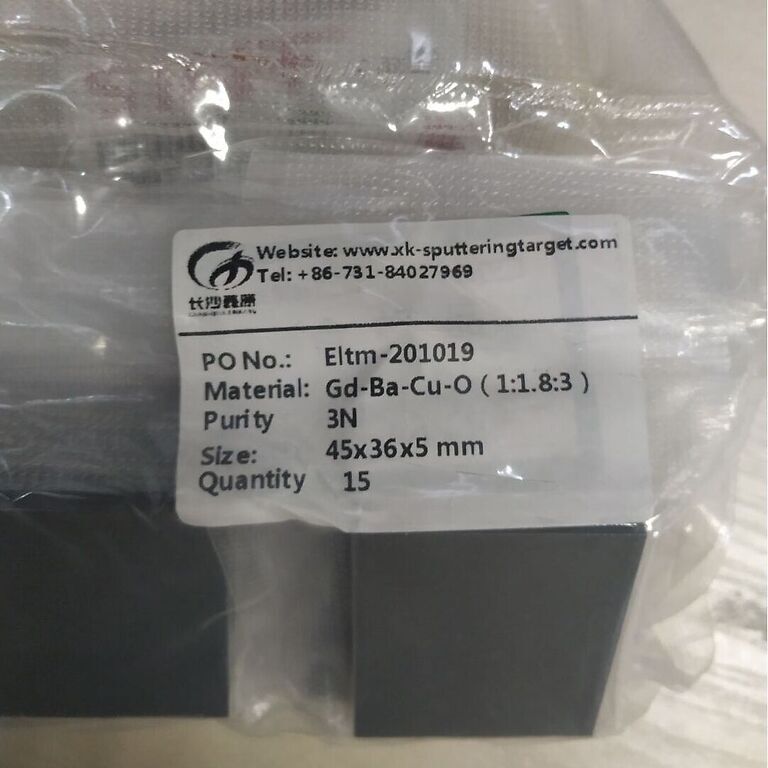 Website: www.xk-sputteringtarget.com
Tel: +86-731-84027969
长沙鑫康
PO No.: Eltm-201019
Material: Gd-Ba-Cu-O ( 1:1.8:3 )
Purity 3N
Size: 45x36x5 mm
Quantity 15